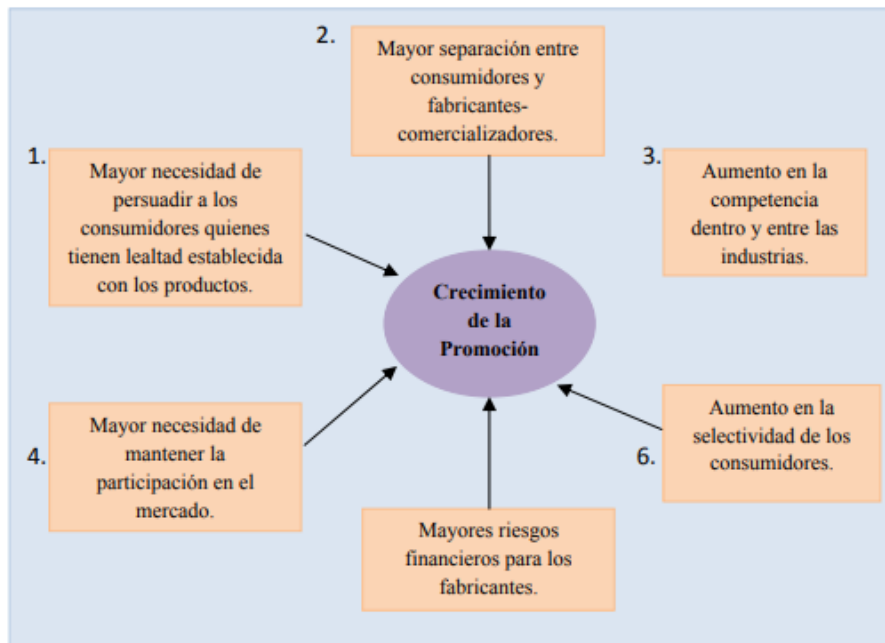 2.
Mayor separación entre
consumidores y
fabricantes-
comercializadores.
1.
Mayor necesidad de
persuadir a los
consumidores quienes
tienen lealtad establecida
con los productos.
3.
Aumento en la
competencia
dentro y entre las
industrias.
Crecimiento
de la
Promoción
4.
Mayor necesidad de
mantener la
participación en el
mercado.
Mayores riesgos
financieros para los
fabricantes.
6.
Aumento en la
selectividad de los
consumidores.